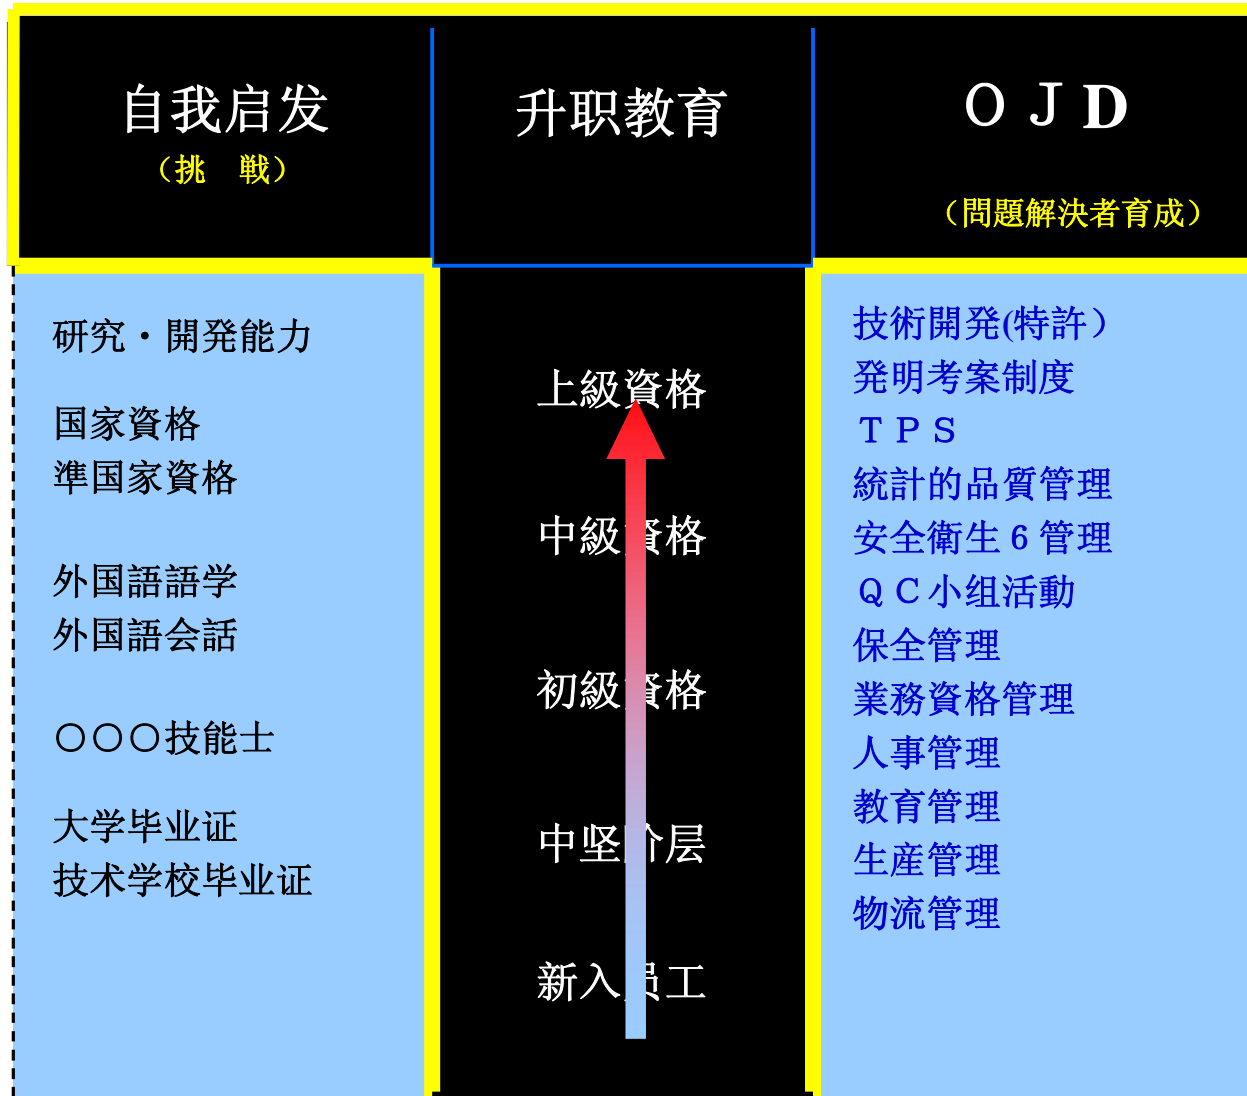 自我启发
（挑　戦）
升职教育
ＯＪＤ
（問題解決者育成）
研究・開発能力
国家資格
準国家資格
外国語語学
外国語会話
〇〇〇技能士
大学毕业证
技术学校毕业证
上級資格
中級資格
初級資格
中坚阶层
新入员工
技術開発(特許）
発明考案制度
ＴＰＳ
統計的品質管理
安全衛生６管理
ＱＣ小组活動
保全管理
業務資格管理
人事管理
教育管理
生産管理
物流管理